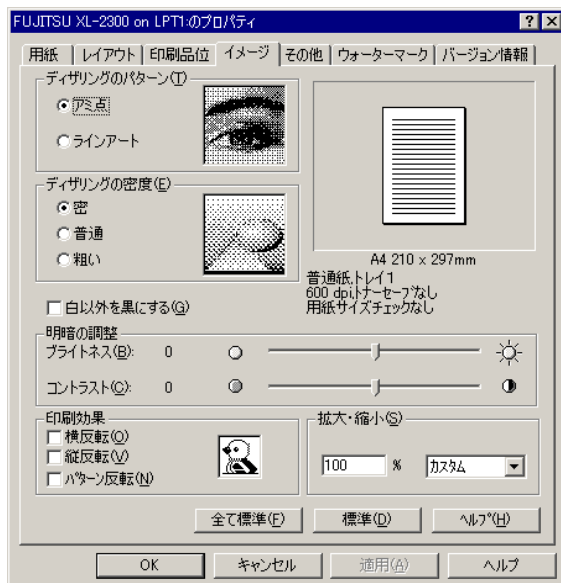 FUJITSU XL-2300 on LPT1:のプロパティ
用紙 レイアウト 印刷品位 イメージ その他 ウォーターマーク バージョン情報
ディザリングのパターン(T)
アミ点
ラインアート
ディザリングの密度(E)
密
普通
粗い
A4 210 x 297mm
普通紙,トレイ1
600 dpi,トナーセーブなし
用紙サイズチェックなし
白以外を黒にする(G)
明暗の調整
ブライトネス(B): 0
コントラスト(C): 0
印刷効果
横反転(O)
縦反転(V)
パターン反転(N)
拡大・縮小(S)
100 % カスタム
全て標準(F) 標準(D) ヘルプ(H)
OK キャンセル 適用(A) ヘルプ